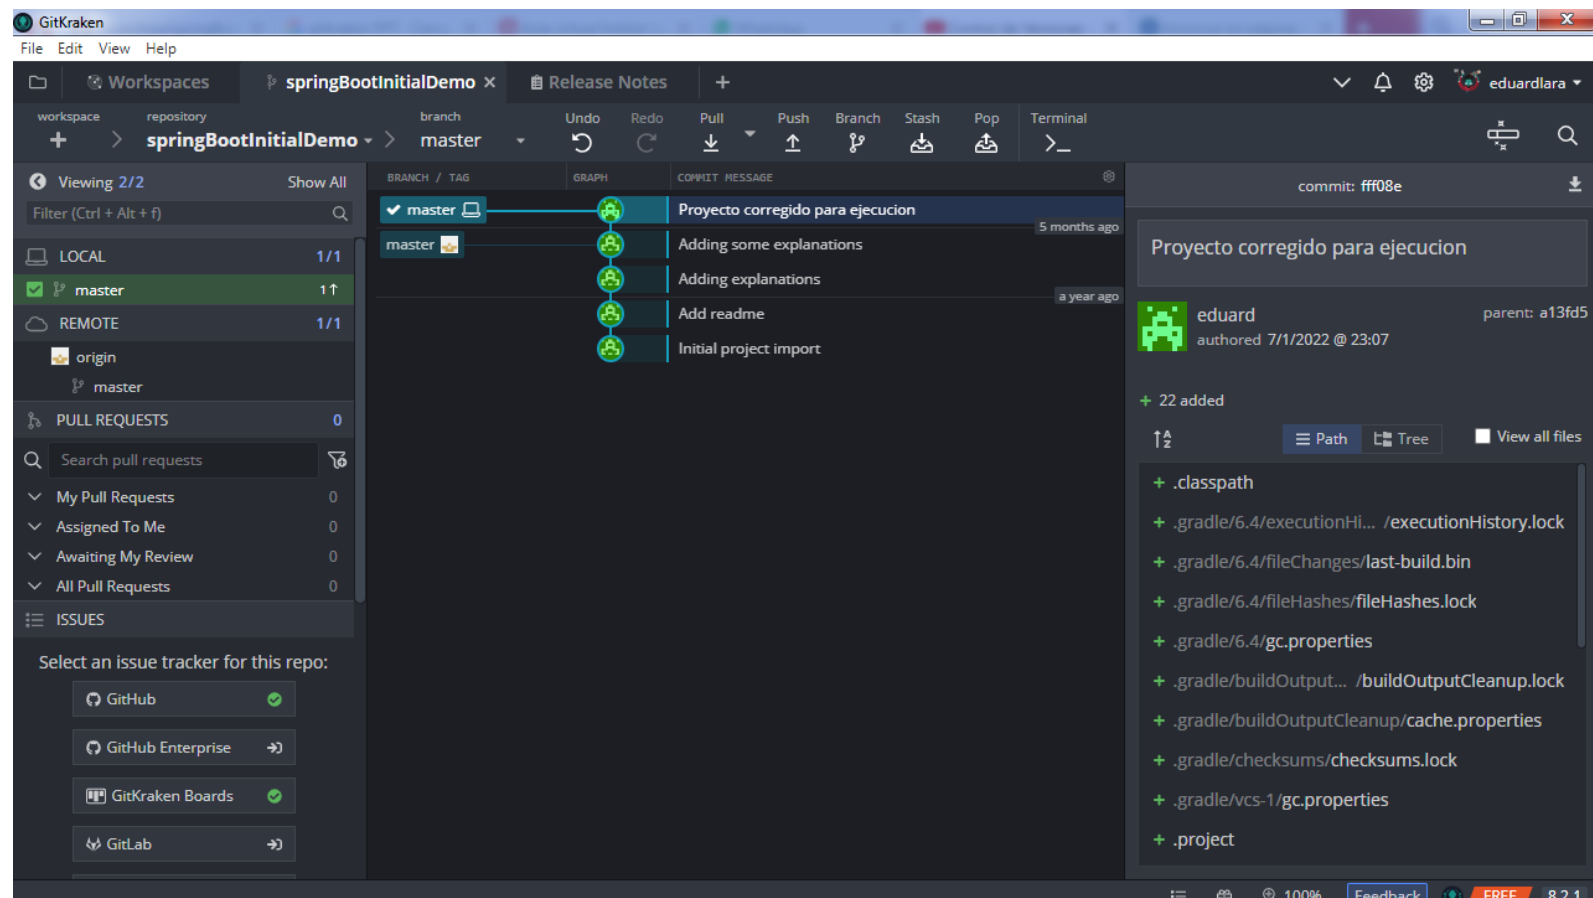 GitKraken
File Edit View Help
Workspaces
springBootInitialDemo
Release Notes
eduardlara
workspace
repository
springBootInitialDemo
branch
master
Undo
Redo
Pull
Push
Branch
Stash
Pop
Terminal
Viewing 2/2
Show All
Filter (Ctrl + Alt + f)
LOCAL 1/1
master 1
REMOTE 1/1
origin
master
PULL REQUESTS 0
Search pull requests
My Pull Requests 0
Assigned To Me 0
Awaiting My Review 0
All Pull Requests 0
ISSUES
Select an issue tracker for this repo:
GitHub
GitHub Enterprise
GitKraken Boards
GitLab
BRANCH / TAG
GRAPH
COMMIT MESSAGE
master
Proyecto corregido para ejecucion
5 months ago
master
Adding some explanations
Adding explanations
a year ago
Add readme
Initial project import
commit: fff08e
Proyecto corregido para ejecucion
eduard
parent: a13fd5
authored 7/1/2022 @ 23:07
22 added
Path
Tree
View all files
.classpath
.gradle/6.4/executionHi... /executionHistory.lock
.gradle/6.4/fileChanges/last-build.bin
.gradle/6.4/fileHashes/fileHashes.lock
.gradle/6.4/gc.properties
.gradle/buildOutput... /buildOutputCleanup.lock
.gradle/buildOutputCleanup/cache.properties
.gradle/checksums/checksums.lock
.gradle/vcs-1/gc.properties
.project
100%
Feedback
FREE
8.2.1